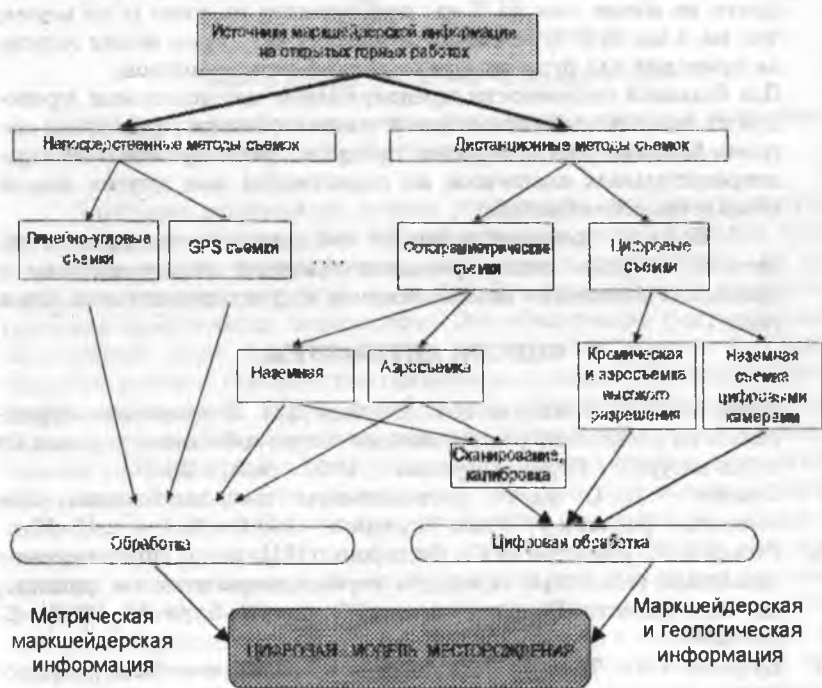 Источники маркшейдерской информации
на открытых горных работах
Непосредственные методы съемок
Дистанционные методы съемок
Линейно-угловые
съемки
GPS съемки
...
Фотограмметрические
съемки
Цифровые
съемки
Наземная
Аэросъемка
Кромическая
и аэросъемка
высокого
разрешения
Наземная
съемка
цифровыми
камерами
Сканирование,
калибровка
Обработка
Цифровая обработка
Метрическая
маркшейдерская
информация
ЦИФРОВАЯ МОДЕЛЬ МЕСТОРОЖДЕНИЯ
Маркшейдерская
и геологическая
информация